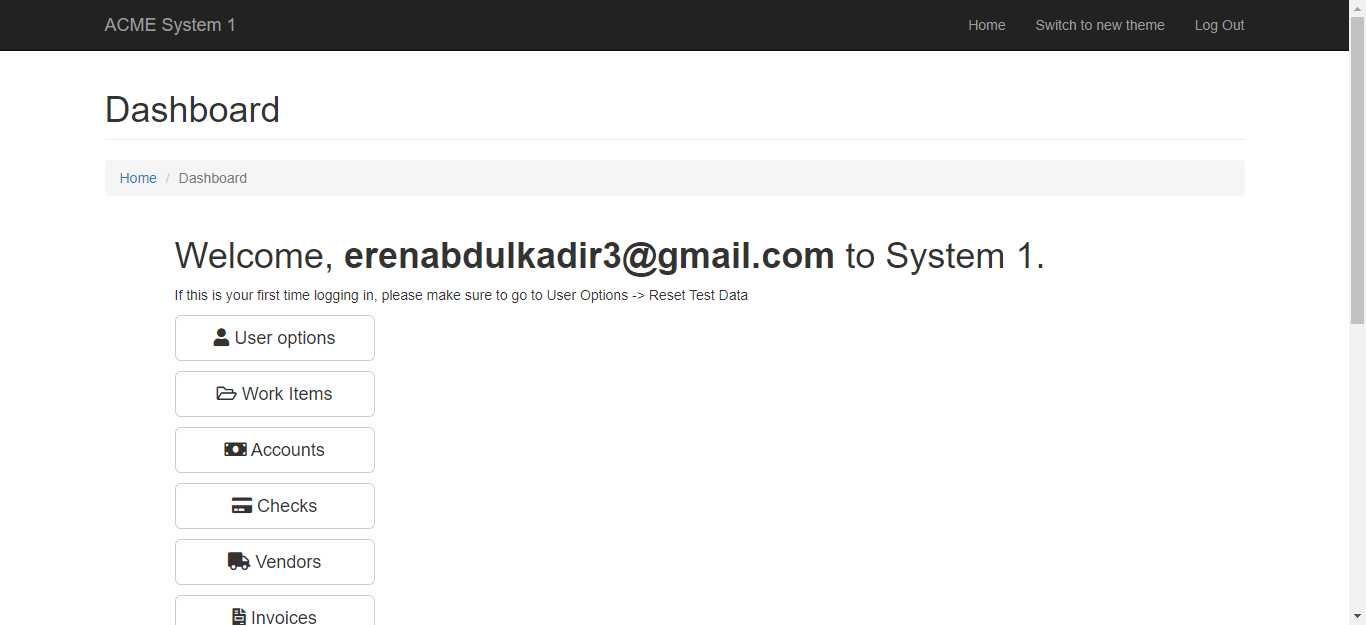 ACME System 1 Home Switch to new theme Log Out
Dashboard
Home / Dashboard
Welcome, erenabdulkadir3@gmail.com to System 1.
If this is your first time logging in, please make sure to go to User Options -> Reset Test Data
User options
Work Items
Accounts
Checks
Vendors
Invoices